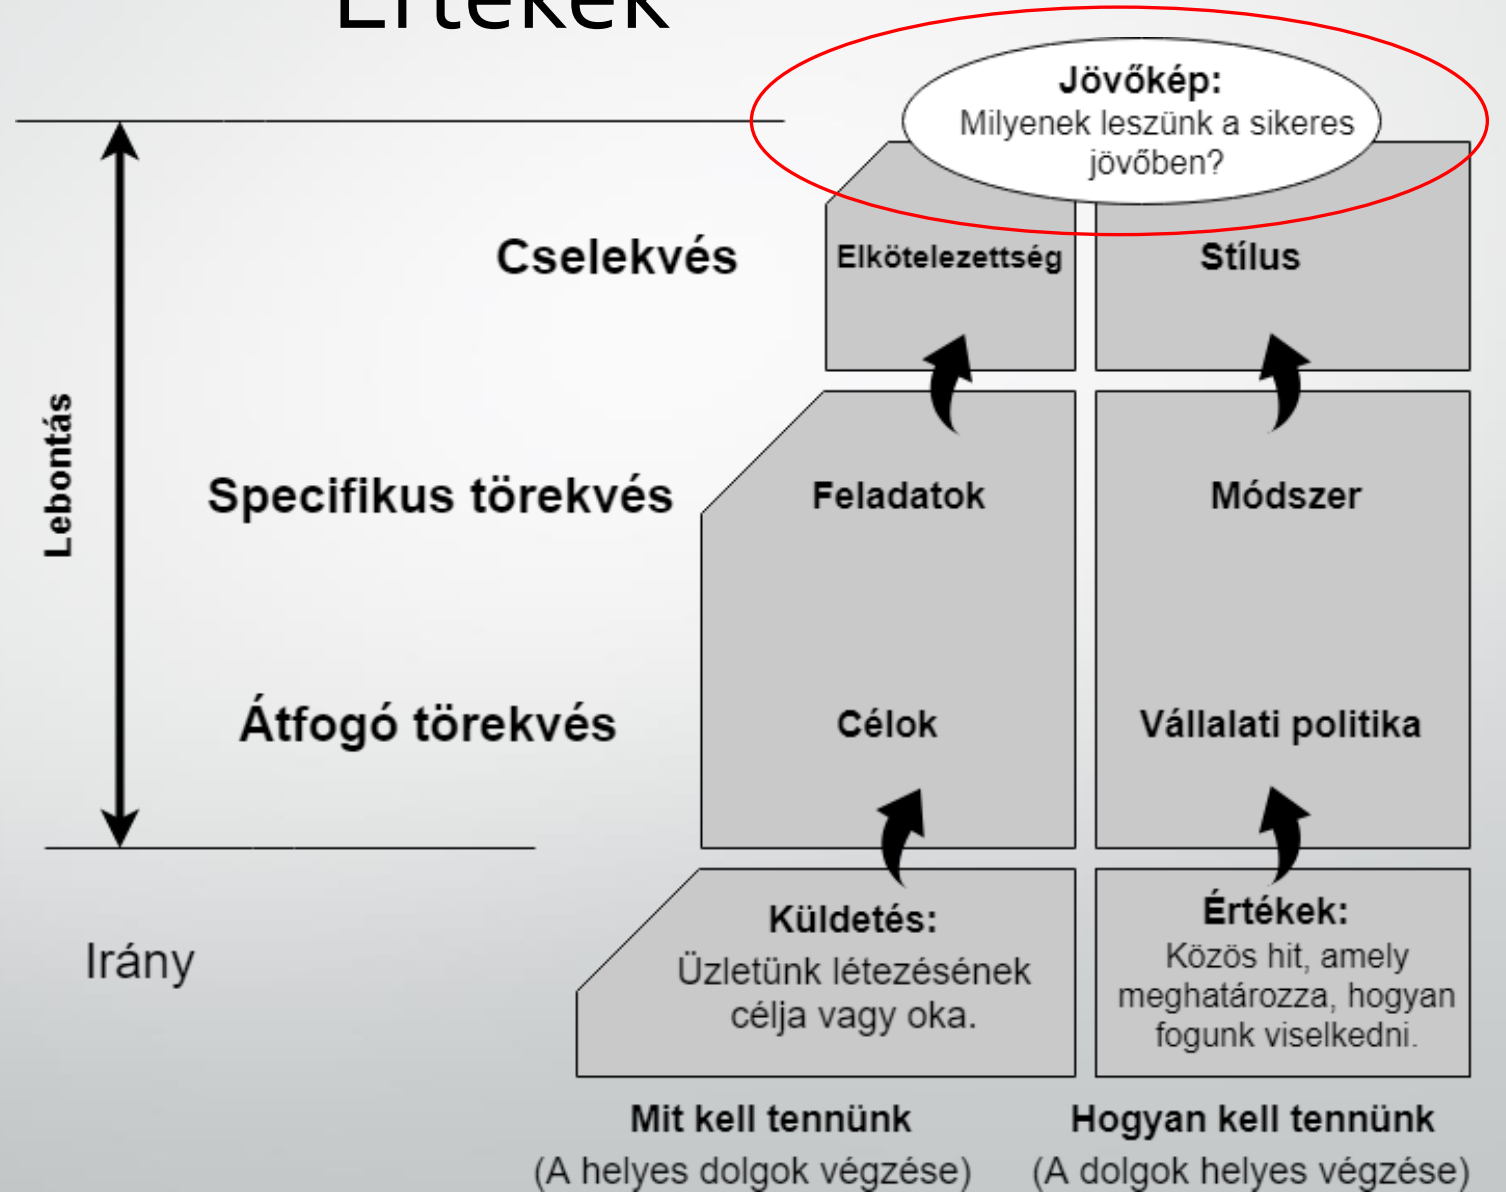 Értékek
Jövőkép:
Milyenek leszünk a sikeres
jövőben?
Cselekvés
Elkötelezettség
Stílus
Lebontás
Specifikus törekvés
Feladatok
Módszer
Átfogó törekvés
Célok
Vállalati politika
Irány
Küldetés:
Üzletünk létezésének
célja vagy oka.
Értékek:
Közös hit, amely
meghatározza, hogyan
fogunk viselkedni.
Mit kell tennünk
(A helyes dolgok végzése)
Hogyan kell tennünk
(A dolgok helyes végzése)